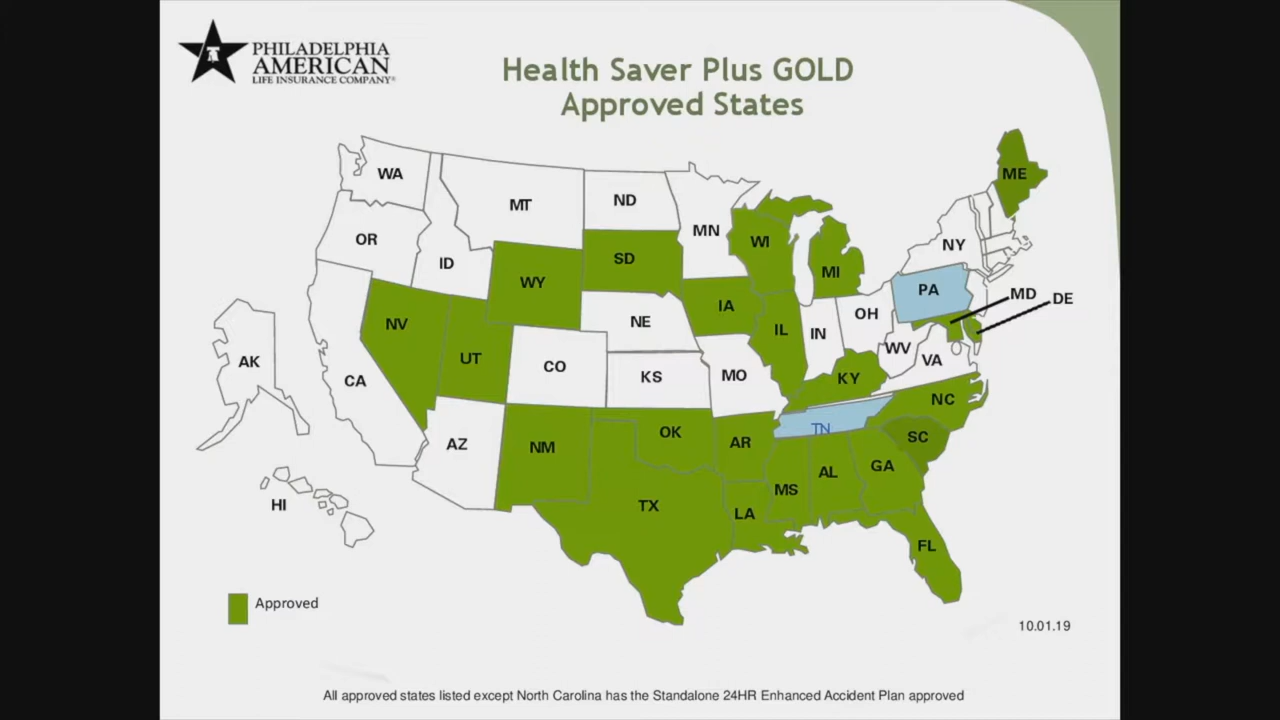 PHILADELPHIA
AMERICAN
LIFE INSURANCE COMPANY®
Health Saver Plus GOLD
Approved States
ME
WA
MT
ND
MN
OR
ID
SD
WI
NY
MI
WY
PA
MD
DE
NV
NE
IA
OH
IL
IN
UT
CO
WV
VA
AK
CA
KS
MO
KY
NC
AZ
NM
OK
AR
TN
SC
GA
AL
MS
HI
TX
LA
FL
Approved
10.01.19
All approved states listed except North Carolina has the Standalone 24HR Enhanced Accident Plan approved